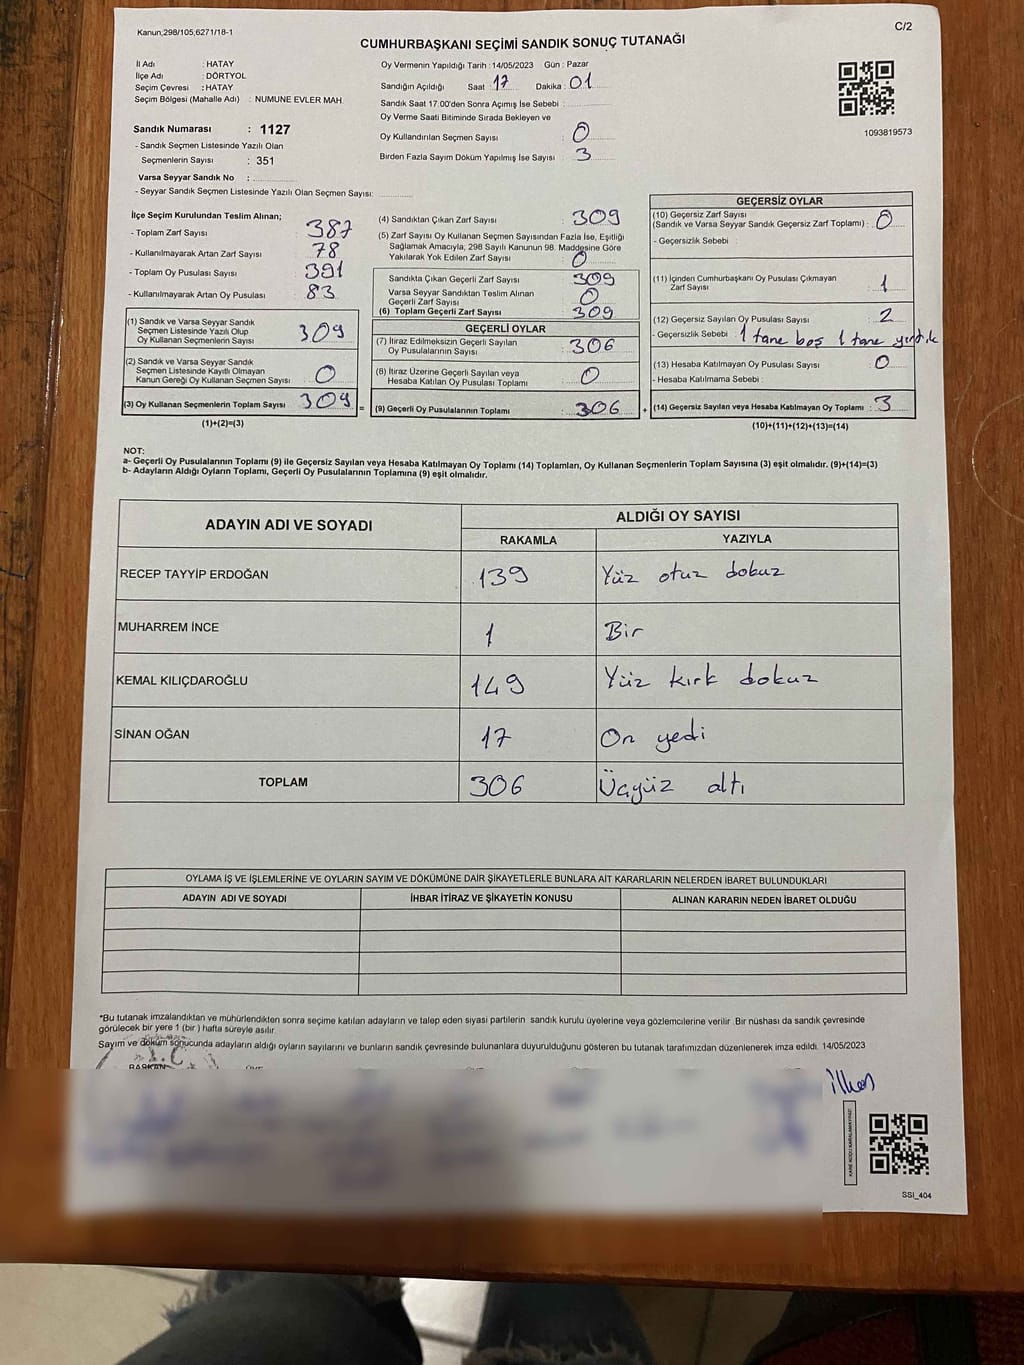 Kanun,298/105,6271/18-1
C/2
CUMHURBAŞKANI SEÇİMİ SANDIK SONUÇ TUTANAĞI
İl Adı : HATAY
İlçe Adı : DÖRTYOL
Seçim Çevresi : HATAY
Seçim Bölgesi (Mahalle Adı) : NUMUNE EVLER MAH.
Sandık Numarası : 1127
- Sandık Seçmen Listesinde Yazılı Olan
Seçmenlerin Sayısı : 351
Varsa Seyyar Sandık No :
- Seyyar Sandık Seçmen Listesinde Yazılı Olan Seçmen Sayısı:
Oy Vermenin Yapıldığı Tarih : 14/05/2023 Gün : Pazar
Sandığın Açıldığı Saat : 17 Dakika : 01
Sandık Saat 17:00'den Sonra Açımış İse Sebebi :
Oy Verme Saati Bitiminde Sırada Bekleyen ve
Oy Kullandırılan Seçmen Sayısı : 0
Birden Fazla Sayım Döküm Yapılmış İse Sayısı : 3
1093819573
İlçe Seçim Kurulundan Teslim Alınan;
- Toplam Zarf Sayısı : 387
- Kullanılmayarak Artan Zarf Sayısı : 78
- Toplam Oy Pusulası Sayısı : 391
- Kullanılmayarak Artan Oy Pusulası : 83
(1) Sandık ve Varsa Seyyar Sandık
Seçmen Listesinde Yazılı Olup
Oy Kullanan Seçmenlerin Sayısı : 309
(2) Sandık ve Varsa Seyyar Sandık
Seçmen Listesinde Kayıtlı Olmayan
Kanun Gereği Oy Kullanan Seçmen Sayısı : 0
(3) Oy Kullanan Seçmenlerin Toplam Sayısı : 309 =
(1)+(2)=(3)
(4) Sandıktan Çıkan Zarf Sayısı : 309
(5) Zarf Sayısı Oy Kullanan Seçmen Sayısından Fazla İse, Eşitliği
Sağlamak Amacıyla, 298 Sayılı Kanunun 98. Maddesine Göre
Yakılarak Yok Edilen Zarf Sayısı : 0
Sandıkta Çıkan Geçerli Zarf Sayısı : 309
Varsa Seyyar Sandıktan Teslim Alınan
Geçerli Zarf Sayısı : 0
(6) Toplam Geçerli Zarf Sayısı : 309
GEÇERLİ OYLAR
(7) İtiraz Edilmeksizin Geçerli Sayılan
Oy Pusulalarının Sayısı : 306
(8) İtiraz Üzerine Geçerli Sayılan veya
Hesaba Katılan Oy Pusulası Toplamı : 0
(9) Geçerli Oy Pusulalarının Toplamı : 306 +
GEÇERSİZ OYLAR
(10) Geçersiz Zarf Sayısı
(Sandık ve Varsa Seyyar Sandık Geçersiz Zarf Toplamı) : 0
- Geçersizlik Sebebi :
(11) İçinden Cumhurbaşkanı Oy Pusulası Çıkmayan
Zarf Sayısı : 1
(12) Geçersiz Sayılan Oy Pusulası Sayısı : 2
- Geçersizlik Sebebi : 1 tane boş 1 tane yırtık
(13) Hesaba Katılmayan Oy Pusulası Sayısı : 0
- Hesaba Katılmama Sebebi :
(14) Geçersiz Sayılan veya Hesaba Katılmayan Oy Toplamı : 3
(10)+(11)+(12)+(13)=(14)
NOT:
a- Geçerli Oy Pusulalarının Toplamı (9) ile Geçersiz Sayılan veya Hesaba Katılmayan Oy Toplamı (14) Toplamları, Oy Kullanan Seçmenlerin Toplam Sayısına (3) eşit olmalıdır. (9)+(14)=(3)
b- Adayların Aldığı Oyların Toplamı, Geçerli Oy Pusulalarının Toplamına (9) eşit olmalıdır.
ADAYIN ADI VE SOYADI
ALDIĞI OY SAYISI
RAKAMLA YAZIYLA
RECEP TAYYİP ERDOĞAN 139 Yüz otuz dokuz
MUHARREM İNCE 1 Bir
KEMAL KILIÇDAROĞLU 149 Yüz kırk dokuz
SİNAN OĞAN 17 On yedi
TOPLAM 306 Üçyüz altı
OYLAMA İŞ VE İŞLEMLERİNE VE OYLARIN SAYIM VE DÖKÜMÜNE DAİR ŞİKAYETLERLE BUNLARA AİT KARARLARIN NELERDEN İBARET BULUNDUKLARI
ADAYIN ADI VE SOYADI İHBAR İTİRAZ VE ŞİKAYETİN KONUSU ALINAN KARARIN NEDEN İBARET OLDUĞU
*Bu tutanak imzalandıktan ve mühürlendikten sonra seçime katılan adayların ve talep eden siyasi partilerin sandık kurulu üyelerine veya gözlemcilerine verilir. Bir nüshası da sandık çevresinde
görülecek bir yere 1 (bir) hafta süreyle asılır.
Sayım ve döküm sonucunda adayların aldığı oyların sayılarını ve bunların sandık çevresinde bulunanlara duyurulduğunu gösteren bu tutanak tarafımızdan düzenlenerek imza edildi. 14/05/2023
T.C.
BAŞKAN
İlken
KARE KODU KARALAMAYINIZ!
SSI_404